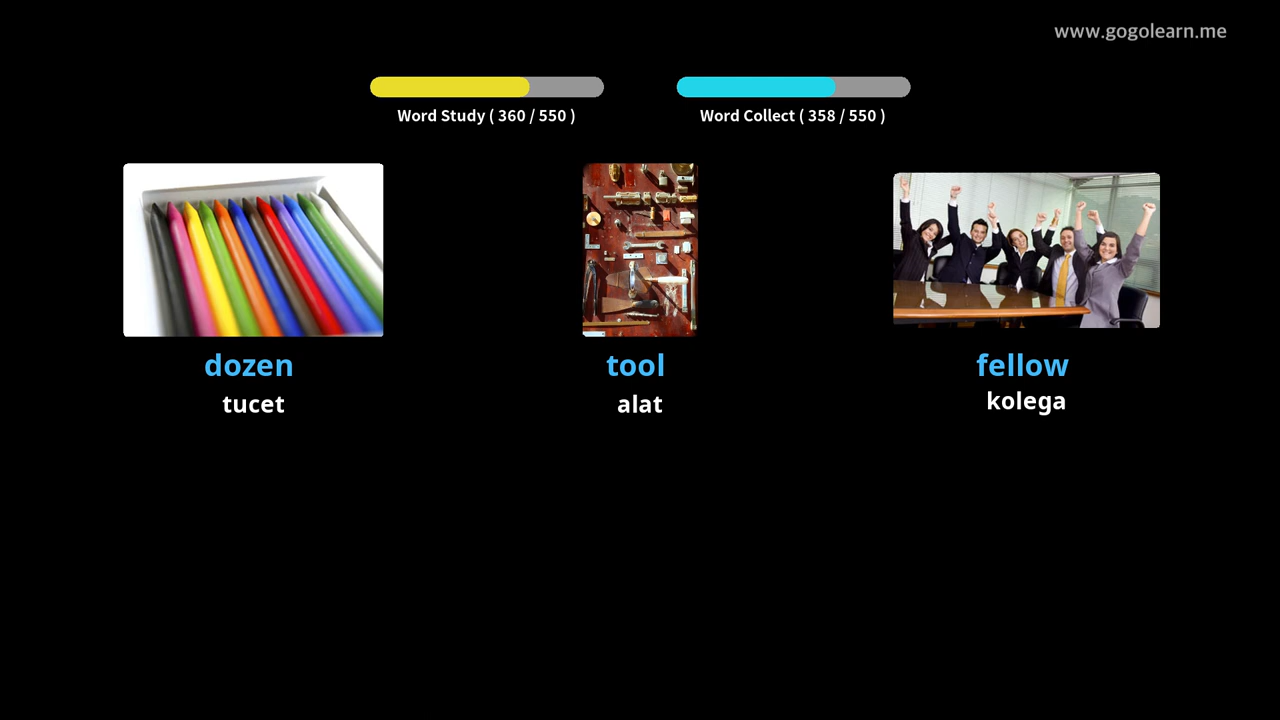 www.gogolearn.me
Word Study ( 360 / 550 )
Word Collect ( 358 / 550 )
dozen
tucet
tool
alat
fellow
kolega